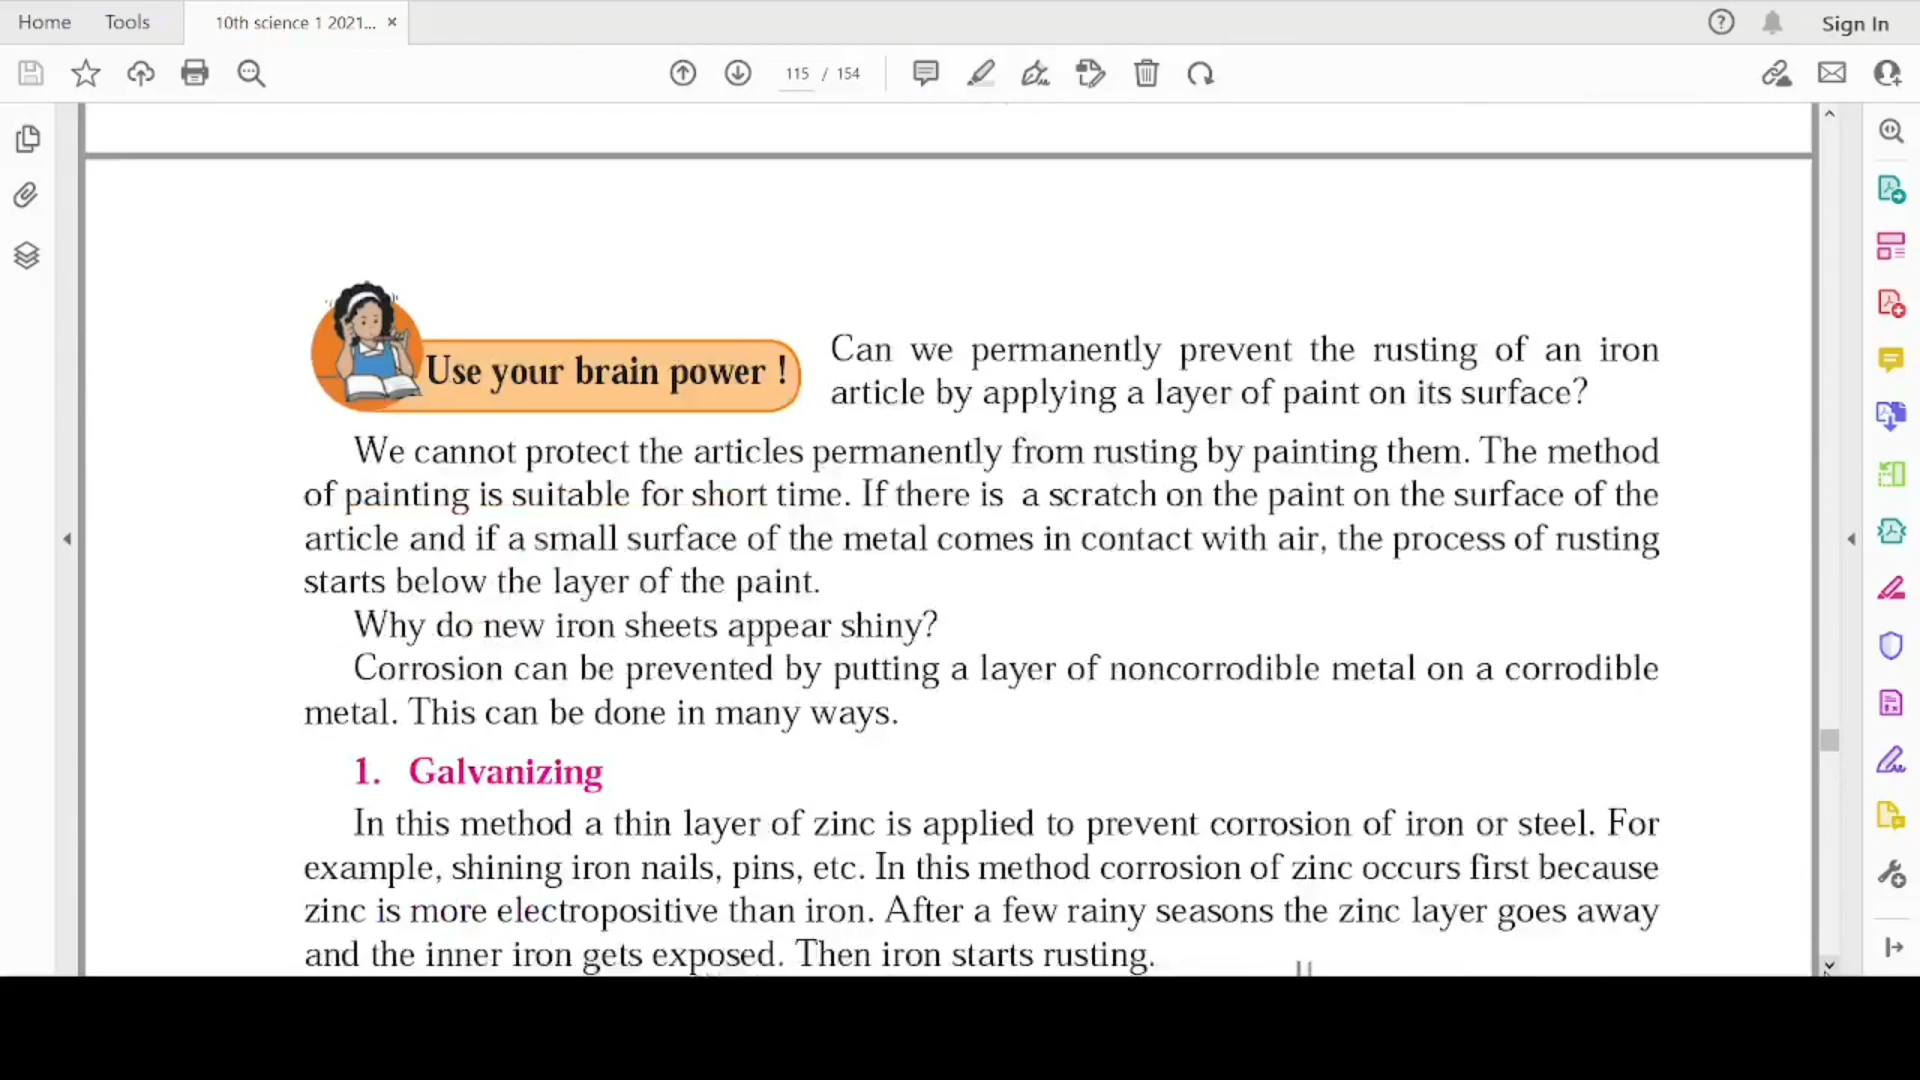 Home Tools 10th science 1 2021... × Sign In
115 / 154
Use your brain power !
Can we permanently prevent the rusting of an iron
article by applying a layer of paint on its surface?
We cannot protect the articles permanently from rusting by painting them. The method
of painting is suitable for short time. If there is a scratch on the paint on the surface of the
article and if a small surface of the metal comes in contact with air, the process of rusting
starts below the layer of the paint.
Why do new iron sheets appear shiny?
Corrosion can be prevented by putting a layer of noncorrodible metal on a corrodible
metal. This can be done in many ways.
1. Galvanizing
In this method a thin layer of zinc is applied to prevent corrosion of iron or steel. For
example, shining iron nails, pins, etc. In this method corrosion of zinc occurs first because
zinc is more electropositive than iron. After a few rainy seasons the zinc layer goes away
and the inner iron gets exposed. Then iron starts rusting.